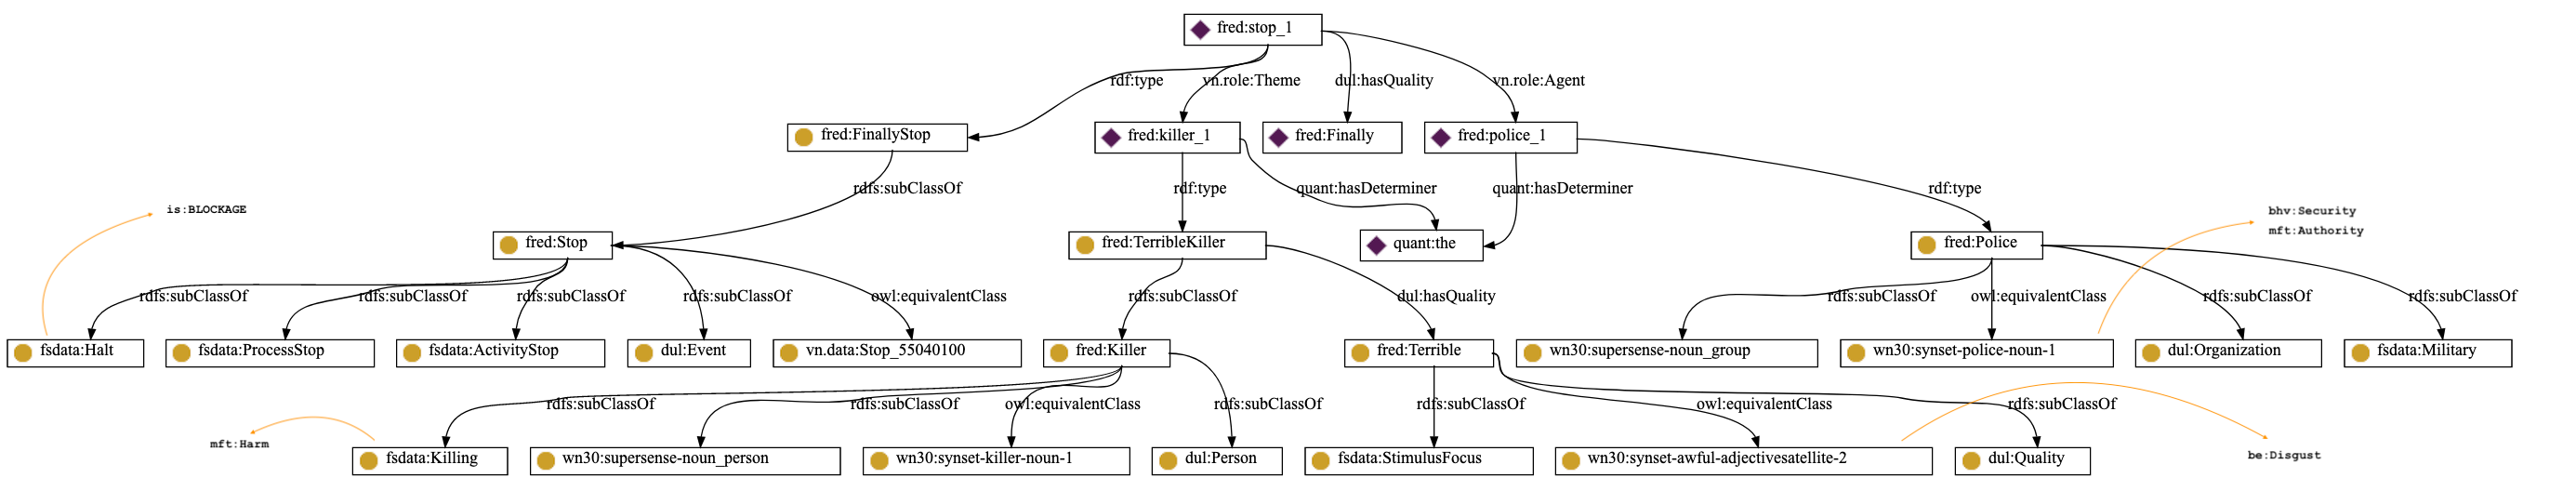 fred:stop_1
rdf:type
vn.role:Theme
dul:hasQuality
vn.role:Agent
fred:FinallyStop
fred:killer_1
fred:Finally
fred:police_1
rdfs:subClassOf
rdf:type
quant:hasDeterminer
quant:hasDeterminer
rdf:type
is:BLOCKAGE
bhv:Security
mft:Authority
fred:Stop
fred:TerribleKiller
quant:the
fred:Police
rdfs:subClassOf
rdfs:subClassOf
rdfs:subClassOf
rdfs:subClassOf
owl:equivalentClass
rdfs:subClassOf
dul:hasQuality
rdfs:subClassOf
owl:equivalentClass
rdfs:subClassOf
rdfs:subClassOf
fsdata:Halt
fsdata:ProcessStop
fsdata:ActivityStop
dul:Event
vn.data:Stop_55040100
fred:Killer
fred:Terrible
wn30:supersense-noun_group
wn30:synset-police-noun-1
dul:Organization
fsdata:Military
rdfs:subClassOf
rdfs:subClassOf
owl:equivalentClass
rdfs:subClassOf
rdfs:subClassOf
owl:equivalentClass
rdfs:subClassOf
mft:Harm
be:Disgust
fsdata:Killing
wn30:supersense-noun_person
wn30:synset-killer-noun-1
dul:Person
fsdata:StimulusFocus
wn30:synset-awful-adjectivesatellite-2
dul:Quality